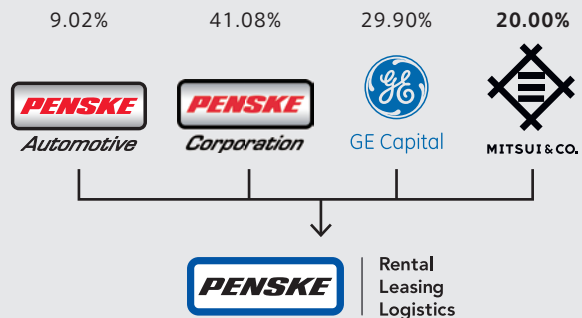 9.02% 41.08% 29.90% 20.00%
PENSKE PENSKE GE
Automotive Corporation GE Capital MITSUI & CO.
PENSKE
Rental
Leasing
Logistics